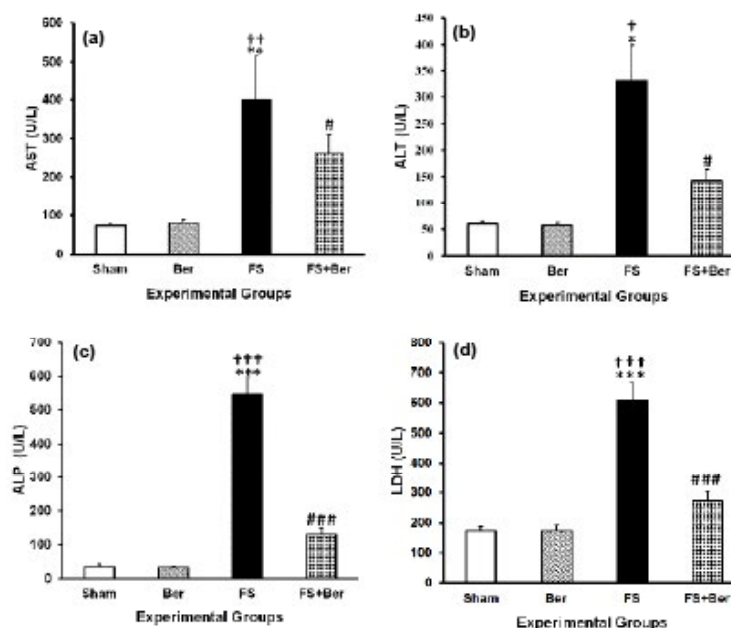 (a)
AST (U/L)
600
500
400
300
200
100
0
††
**
#
Sham Ber FS FS+Ber
Experimental Groups
(b)
ALT (U/L)
450
400
350
300
250
200
150
100
50
0
†
*
#
Sham Ber FS FS+Ber
Experimental Groups
(c)
ALP (U/L)
700
600
500
400
300
200
100
0
†††
***
###
Sham Ber FS FS+Ber
Experimental Groups
(d)
LDH (U/L)
800
700
600
500
400
300
200
100
0
†††
***
###
Sham Ber FS FS+Ber
Experimental Groups